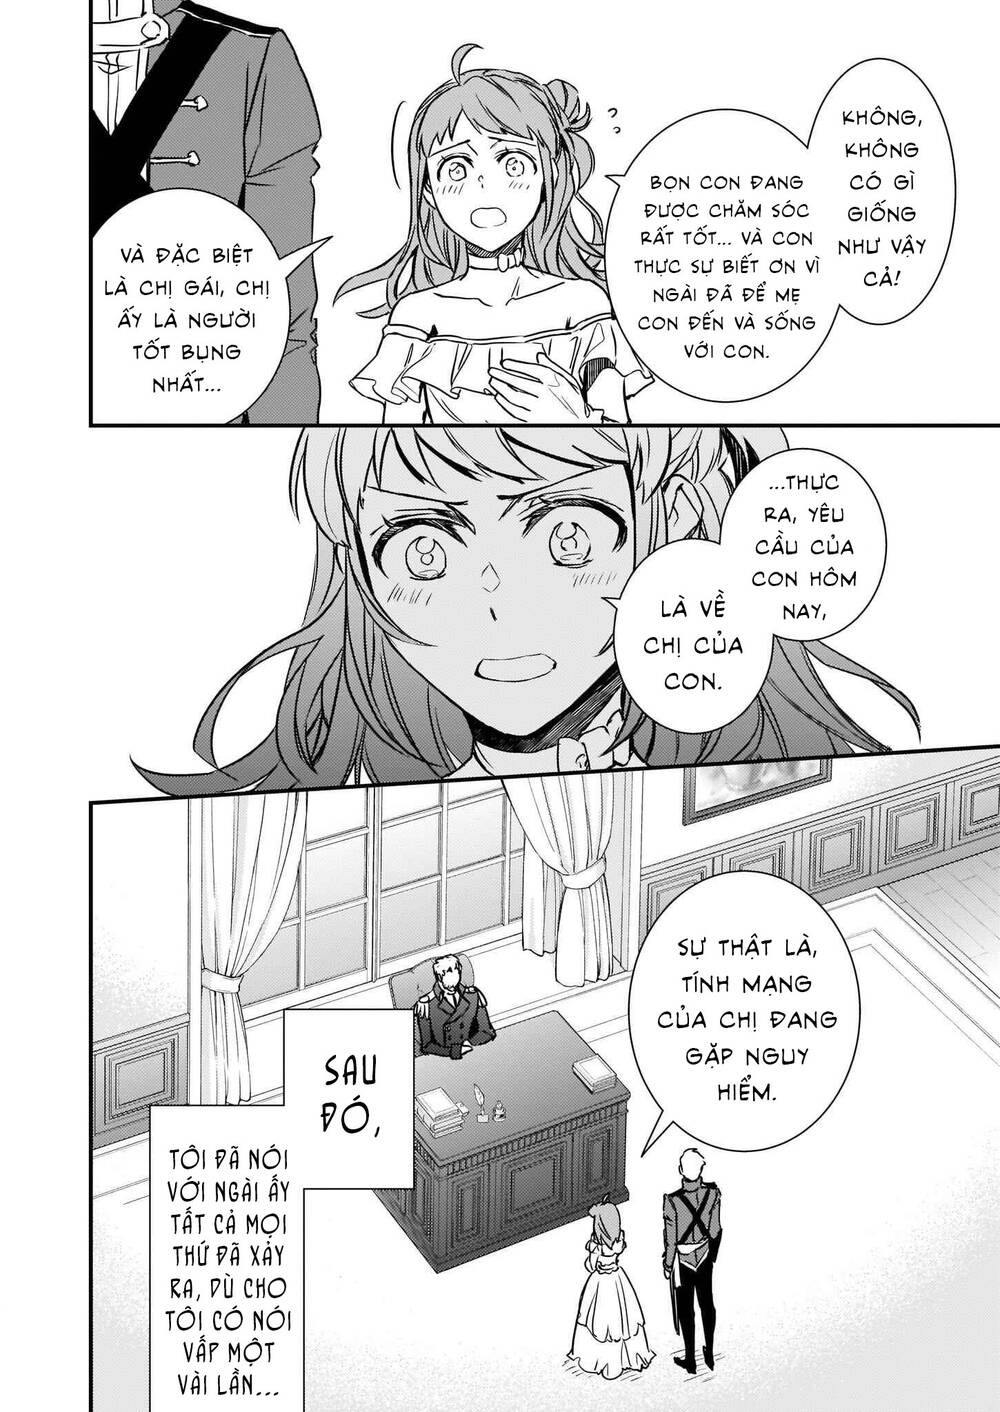 KHÔNG,
KHÔNG
CÓ GÌ
GIỐNG
NHƯ VẬY
CẢ!
BỌN CON ĐANG
ĐƯỢC CHĂM SÓC
RẤT TỐT... VÀ CON
THỰC SỰ BIẾT ƠN VÌ
NGÀI ĐÃ ĐỂ MẸ
CON ĐẾN VÀ SỐNG
VỚI CON.
VÀ ĐẶC BIỆT
LÀ CHỊ GÁI, CHỊ
ẤY LÀ NGƯỜI
TỐT BỤNG
NHẤT...
...THỰC
RA, YÊU
CẦU CỦA
CON HÔM
NAY,
LÀ VỀ
CHỊ CỦA
CON.
SỰ THẬT LÀ,
TÍNH MẠNG
CỦA CHỊ ĐANG
GẶP NGUY
HIỂM.
SAU
ĐÓ,
TÔI ĐÃ NÓI
VỚI NGÀI ẤY
TẤT CẢ MỌI
THỨ ĐÃ XẢY
RA, DÙ CHO
TÔI CÓ NÓI
VẤP MỘT
VÀI LẦN...